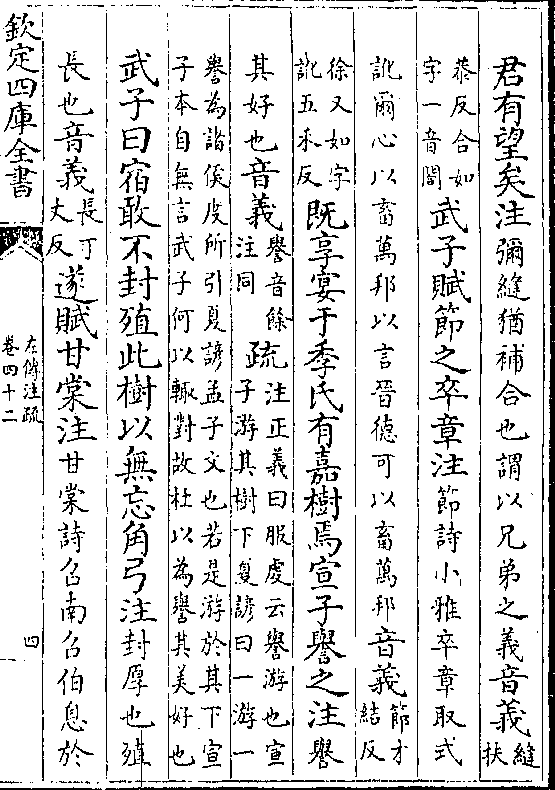 君有望矣注彌縫猶補合也謂以兄弟之義音義縫扶
恭反合如
字一音閤
武子賦節之卒章注節詩小雅卒章取式
訛爾心以畜萬邦以言晉德可以畜萬邦音義
節才
結反
徐又如字
訛五禾反
既享宴于季氏有嘉樹焉宣子譽之注譽
其好也音義
譽音餘
注同
疏
注正義曰服虔云譽游也宣
子游其樹下夏諺曰一游一
譽為諸侯度所引夏諺孟子文也若是游於其下宣
子本自無言武子何以輒對故杜以為譽其美好也
武子曰宿敢不封殖此樹以無忘角弓注封厚也殖
長也音義
長丁
丈反
遂賦甘棠注甘棠詩召南召伯息於
欽定四庫全書
左傳注疏
卷四十二
四